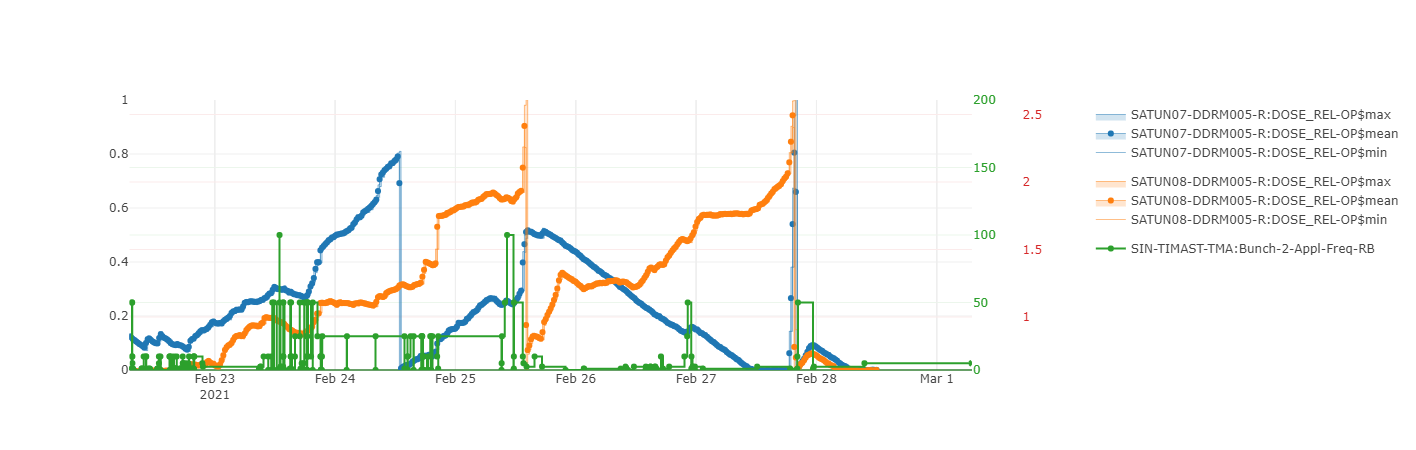 1
0.8
0.6
0.4
0.2
0
Feb 23
2021
Feb 24
Feb 25
Feb 26
Feb 27
Feb 28
Mar 1
200
150
100
50
0
2.5
2
1.5
1
SATUN07-DDRM005-R:DOSE_REL-OP$max
SATUN07-DDRM005-R:DOSE_REL-OP$mean
SATUN07-DDRM005-R:DOSE_REL-OP$min
SATUN08-DDRM005-R:DOSE_REL-OP$max
SATUN08-DDRM005-R:DOSE_REL-OP$mean
SATUN08-DDRM005-R:DOSE_REL-OP$min
SIN-TIMAST-TMA:Bunch-2-Appl-Freq-RB